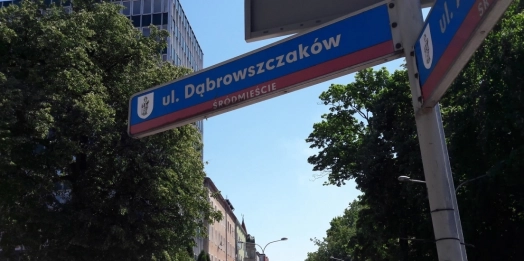 ul. Dąbrowszczaków
ŚRÓDMIEŚCIE
ul.